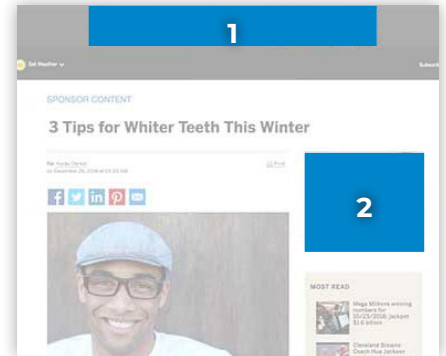 1
Get Weather
SPONSOR CONTENT
3 Tips for Whiter Teeth This Winter
Print
2
MOST READ
Mega Millions winning
numbers for
10/23/2018; Jackpot
$1.6 billion
Cleveland Browns
Coach Hue Jackson